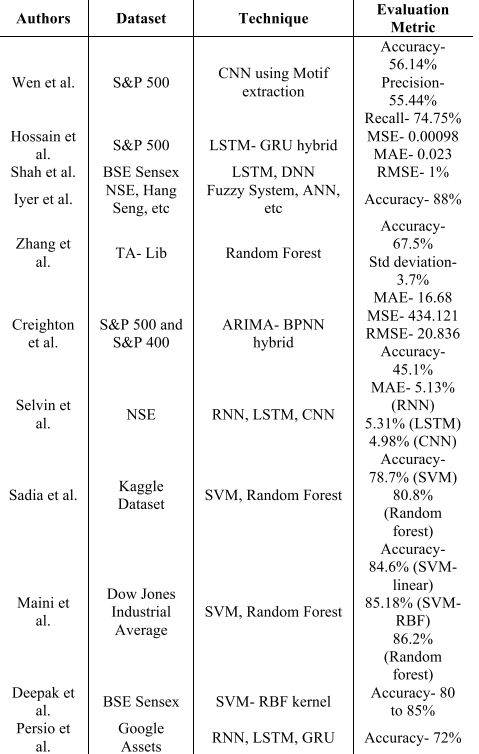 Authors Dataset Technique Evaluation Metric
Wen et al. S&P 500 CNN using Motif extraction Accuracy- 56.14% Precision- 55.44% Recall- 74.75%
Hossain et al. S&P 500 LSTM- GRU hybrid MSE- 0.00098 MAE- 0.023
Shah et al. BSE Sensex LSTM, DNN RMSE- 1%
Iyer et al. NSE, Hang Seng, etc Fuzzy System, ANN, etc Accuracy- 88%
Zhang et al. TA- Lib Random Forest Accuracy- 67.5% Std deviation- 3.7%
Creighton et al. S&P 500 and S&P 400 ARIMA- BPNN hybrid MAE- 16.68 MSE- 434.121 RMSE- 20.836 Accuracy- 45.1%
Selvin et al. NSE RNN, LSTM, CNN MAE- 5.13% (RNN) 5.31% (LSTM) 4.98% (CNN)
Sadia et al. Kaggle Dataset SVM, Random Forest Accuracy- 78.7% (SVM) 80.8% (Random forest)
Maini et al. Dow Jones Industrial Average SVM, Random Forest Accuracy- 84.6% (SVM- linear) 85.18% (SVM- RBF) 86.2% (Random forest)
Deepak et al. BSE Sensex SVM- RBF kernel Accuracy- 80 to 85%
Persio et al. Google Assets RNN, LSTM, GRU Accuracy- 72%